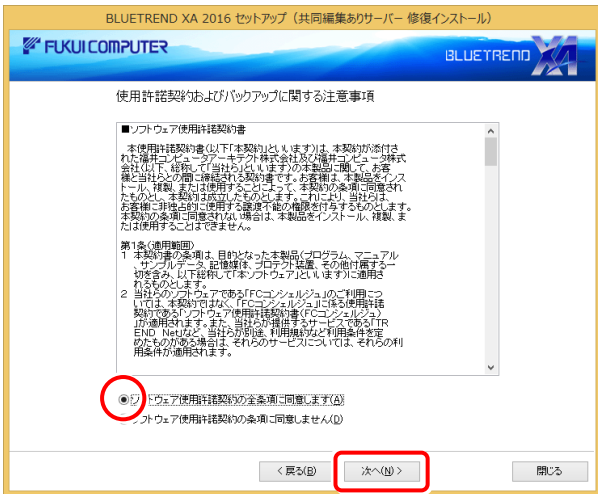 BLUETREND XA 2016 セットアップ（共同編集ありサーバー 修復インストール）
FUKUI COMPUTER
BLUETREND XA
使用許諾契約およびバックアップに関する注意事項
■ソフトウェア使用許諾契約書
本使用許諾契約書(以下｢本契約｣といいます)は、本契約が添付さ
れた福井コンピュータアーキテクト株式会社及び福井コンピュータ株式
会社(以下、総称して｢当社ら｣といいます)の本製品に関して、お客
様と当社らとの間に締結される契約書です。お客様は、本製品をインス
トール、複製、または使用することによって、本契約の条項に同意され
たものとし、本契約は成立したものとします。これにより、当社らは、
お客様に非独占的に使用する譲渡不能の権限を付与するものとします。
本契約の条項に同意されない場合は、本製品をインストール、複製、ま
たは使用することはできません。
第1条(適用範囲)
1 本契約書の条項は、目的となった本製品(プログラム、マニュアル
、サンプルデータ、記憶媒体、プロテクト装置、その他付属する一
切を含み、以下総称して｢本ソフトウェア｣といいます)に適用さ
れるものとします。
2 当社らのソフトウェアである｢FCコンシェルジュ｣のご利用につ
いては、本契約ではなく、｢FCコンシェルジュ｣に係る使用許諾
契約である｢ソフトウェア使用許諾契約書(FCコンシェルジュ)
｣が適用されます。また、当社らが提供するサービスである｢TR
END Net｣など、当社らが別途、利用規約など利用条件を定
めたものがある場合は、それらのサービスについては、それらの利
用条件が適用されます。
ソフトウェア使用許諾契約の全条項に同意します(A)
ソフトウェア使用許諾契約の条項に同意しません(D)
< 戻る(B) 次へ(N) > 閉じる